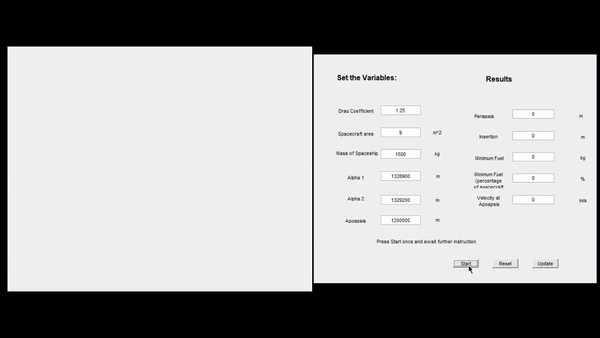 Set the Variables:
Results
Drag Coefficient 1.25
Periapsis 0 m
Spacecraft area 9 m^2
Insertion 0 m
Mass of Spaceship 1500 kg
Minimum Fuel 0 kg
Alpha 1 1328900 m
Minimum Fuel
(percentage
of spacecraft
0 %
Alpha 2 1329200 m
Velocity at
Apoapsis
0 m/s
Apoapsis 1200000 m
Press Start once and await further instruction
Start Reset Update